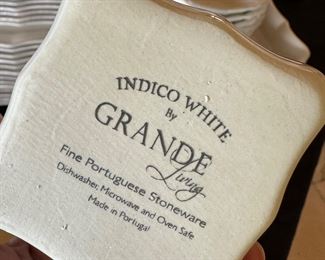 INDICO WHITE
By
GRANDE
Living
Fine Portuguese Stoneware
Dishwasher, Microwave and Oven Safe
Made in Portugal